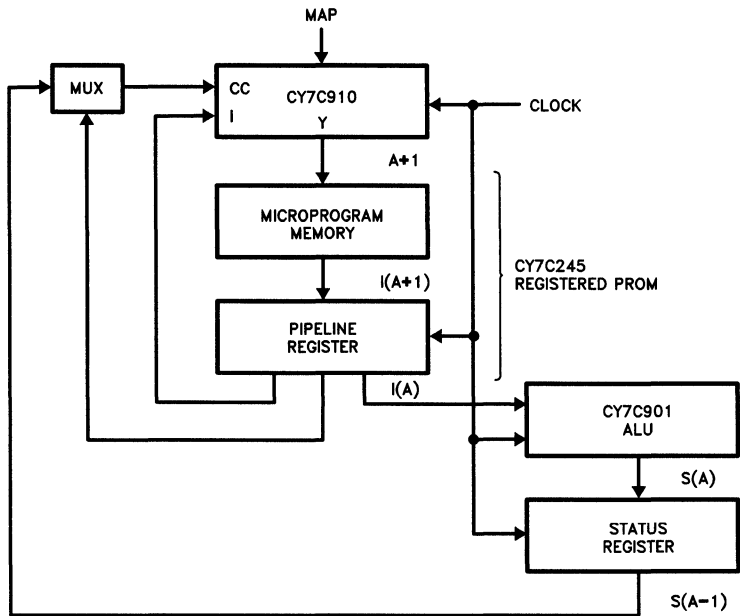 MAP
MUX
CC
CY7C910
I
Y
CLOCK
A+1
MICROPROGRAM
MEMORY
I(A+1)
CY7C245
REGISTERED PROM
PIPELINE
REGISTER
I(A)
CY7C901
ALU
S(A)
STATUS
REGISTER
S(A-1)